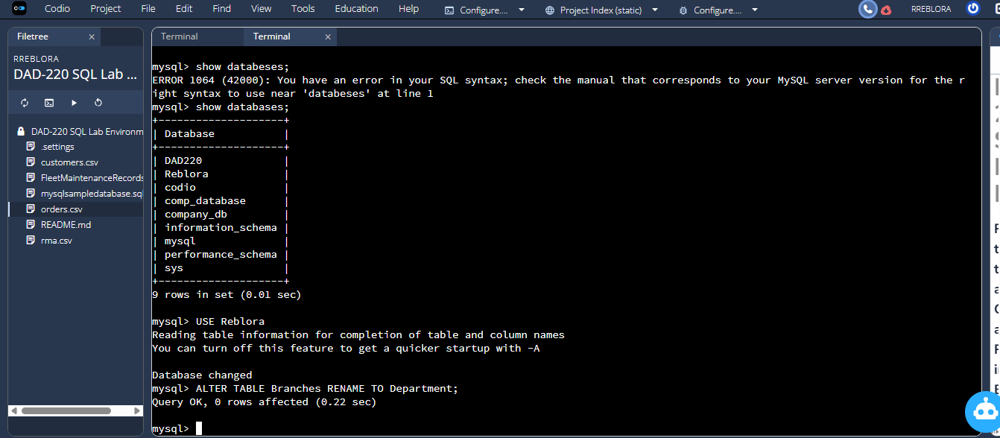 Codio Project File Edit Find View Tools Education Help Configure.... Project Index (static) Configure.... RREBLORA
Filetree
RREBLORA
DAD-220 SQL Lab ...
DAD-220 SQL Lab Environm
.settings
customers.csv
FleetMaintenanceRecords
mysqlsampledatabase.sql
orders.csv
README.md
rma.csv
Terminal Terminal
mysql> show databeses;
ERROR 1064 (42000): You have an error in your SQL syntax; check the manual that corresponds to your MySQL server version for the r
ight syntax to use near 'databeses' at line 1
mysql> show databases;
+--------------------+
| Database           |
+--------------------+
| DAD220             |
| Reblora            |
| codio              |
| comp_database      |
| company_db         |
| information_schema |
| mysql              |
| performance_schema |
| sys                |
+--------------------+
9 rows in set (0.01 sec)
mysql> USE Reblora
Reading table information for completion of table and column names
You can turn off this feature to get a quicker startup with -A
Database changed
mysql> ALTER TABLE Branches RENAME TO Department;
Query OK, 0 rows affected (0.22 sec)
mysql>